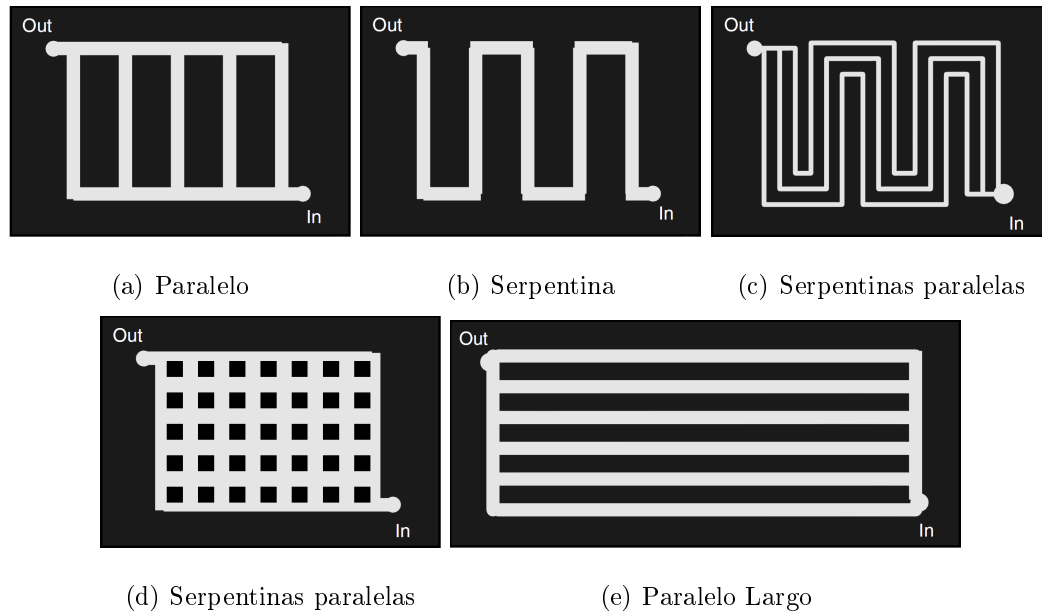 Out
In
Out
In
Out
In
(a) Paralelo
(b) Serpentina
(c) Serpentinas paralelas
Out
In
Out
In
(d) Serpentinas paralelas
(e) Paralelo Largo